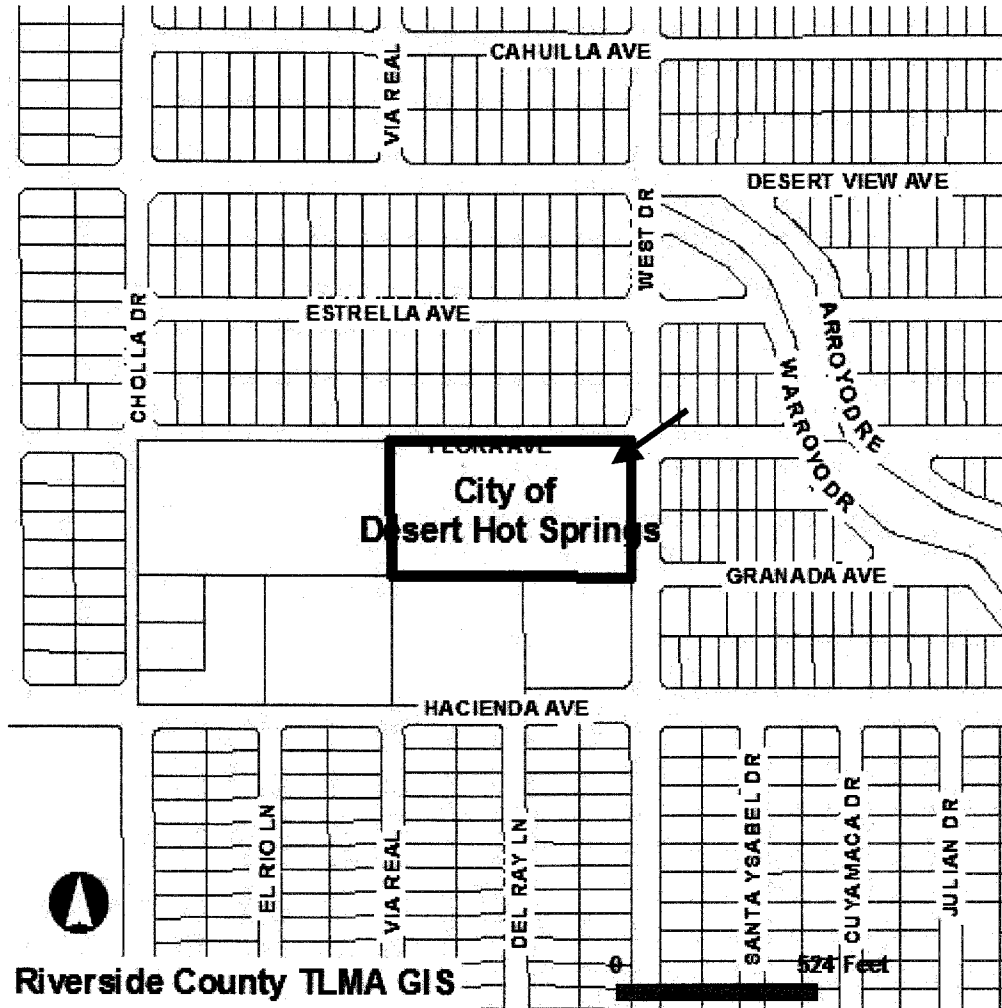 CAHUILLA AVE
VIA REAL
DESERT VIEW AVE
WEST DR
ESTRELLA AVE
CHOLLA DR
ARROYO DR E
W ARROYO DR
FLORA AVE
City of
Desert Hot Springs
GRANADA AVE
HACIENDA AVE
EL RIO LN
VIA REAL
DEL RAY LN
SANTA YSABEL DR
CUYAMACA DR
JULIAN DR
0 524 Feet
Riverside County TLMA GIS